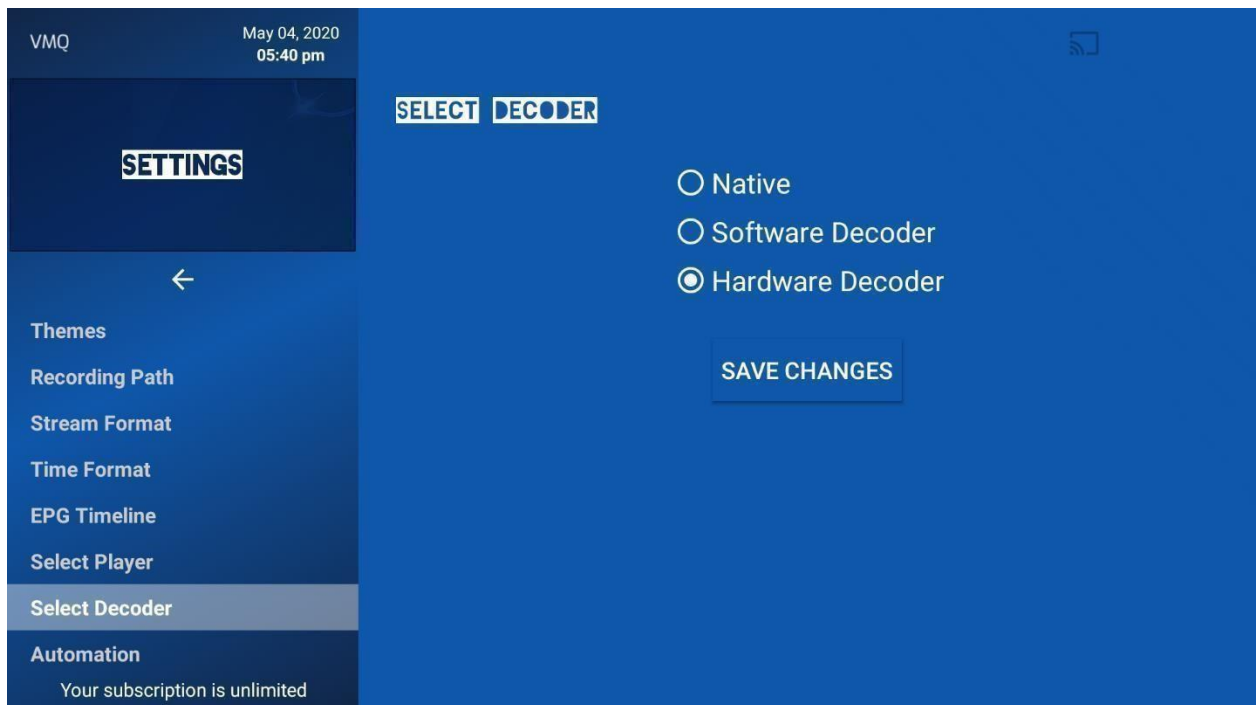 VMQ
May 04, 2020
05:40 pm
SETTINGS
Themes
Recording Path
Stream Format
Time Format
EPG Timeline
Select Player
Select Decoder
Automation
Your subscription is unlimited
SELECT DECODER
Native
Software Decoder
Hardware Decoder
SAVE CHANGES